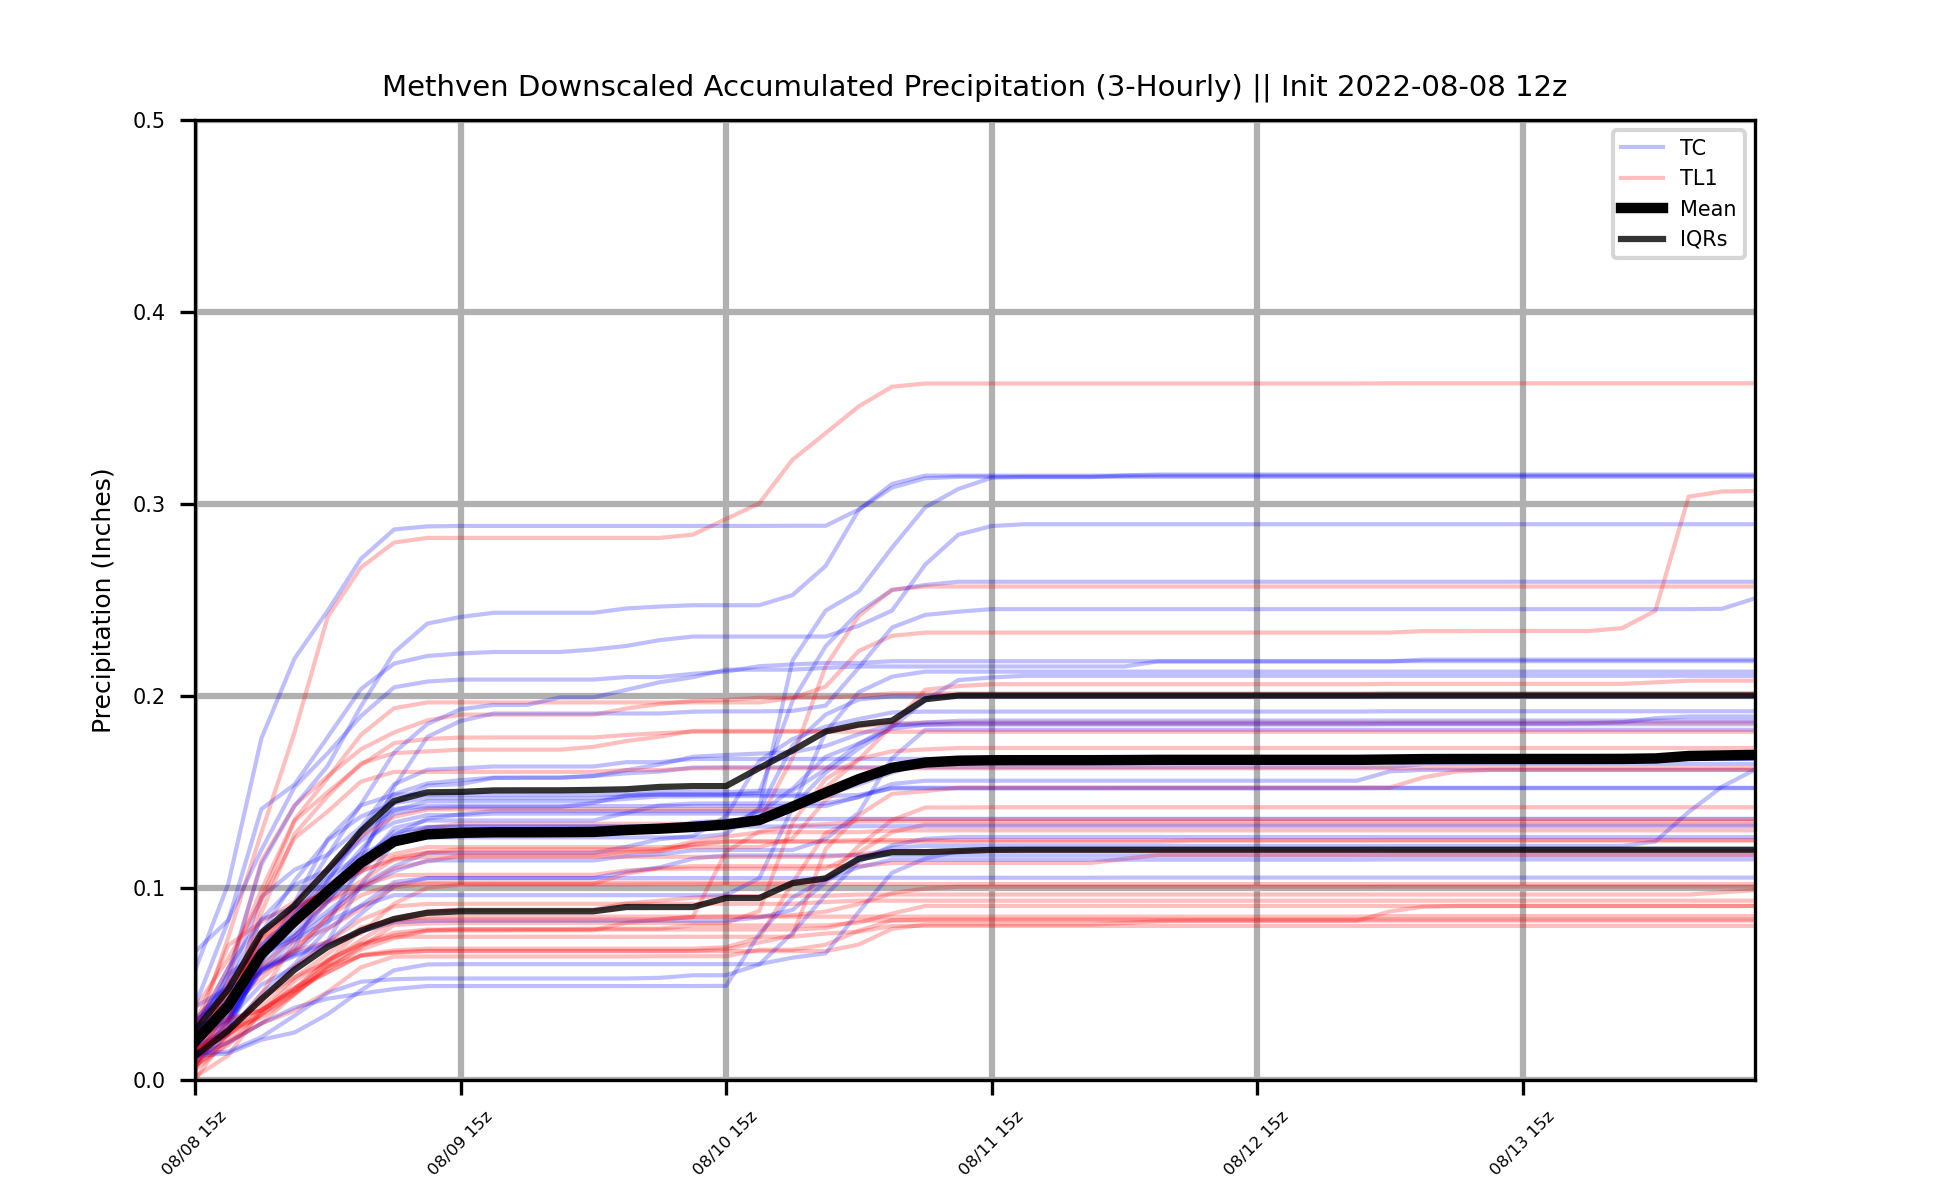 Methven Downscaled Accumulated Precipitation (3-Hourly) || Init 2022-08-08 12z
TC
TL1
Mean
IQRs
Precipitation (Inches)
0.5
0.4
0.3
0.2
0.1
0.0
08/08 15z
08/09 15z
08/10 15z
08/11 15z
08/12 15z
08/13 15z